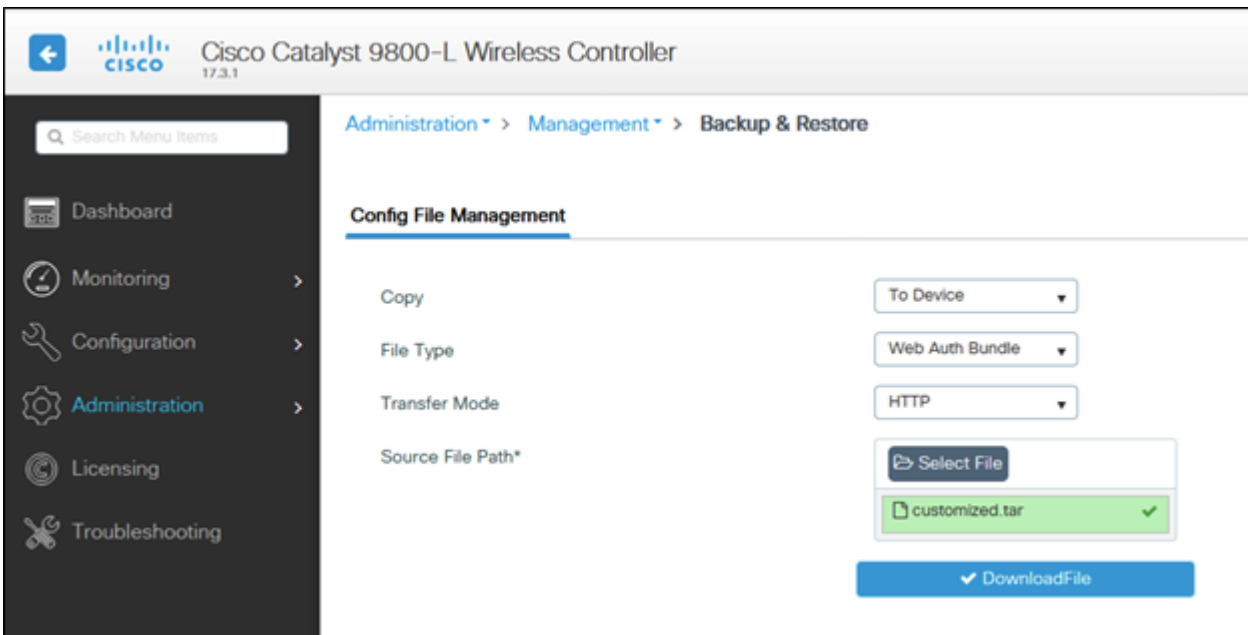 CISCO
Cisco Catalyst 9800-L Wireless Controller
17.3.1
Search Menu Items
Administration > Management > Backup & Restore
Dashboard
Config File Management
Monitoring
Copy
To Device
Configuration
File Type
Web Auth Bundle
Administration
Transfer Mode
HTTP
Licensing
Source File Path*
Select File
customized.tar
Troubleshooting
DownloadFile